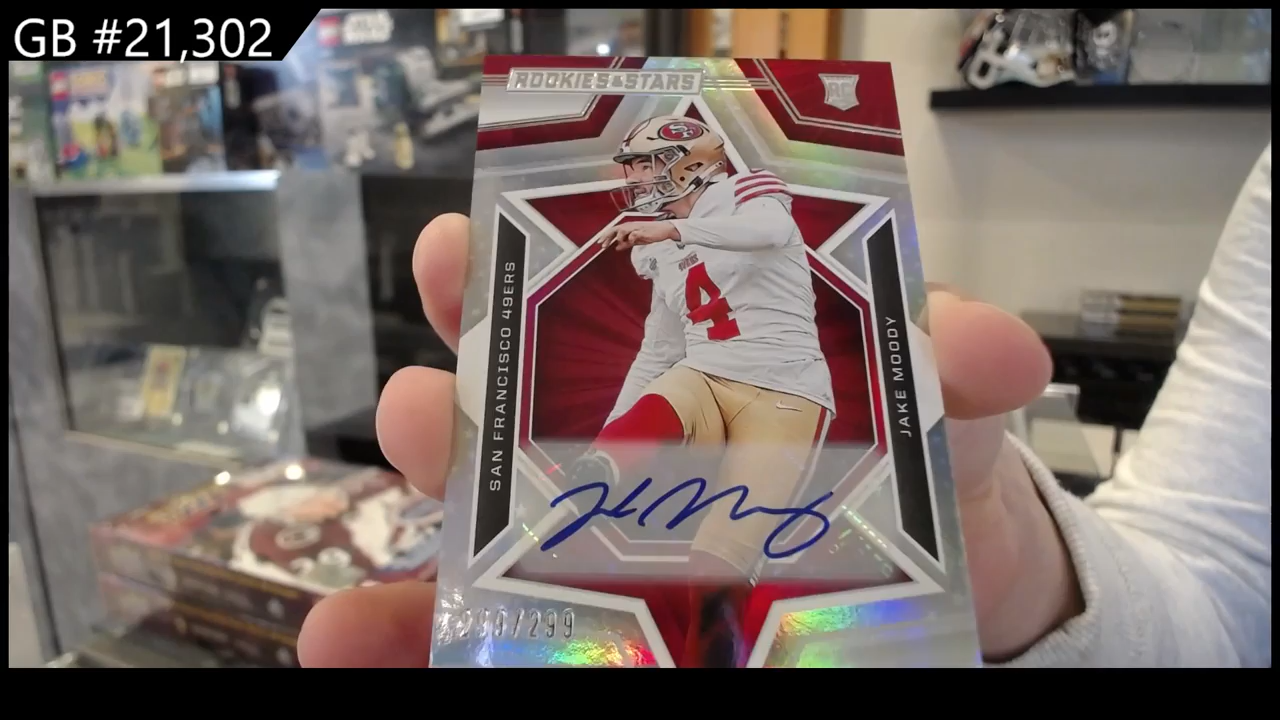 GB #21,302
ROOKIES & STARS
RC
SAN FRANCISCO 49ERS
4
JAKE MOODY
/299